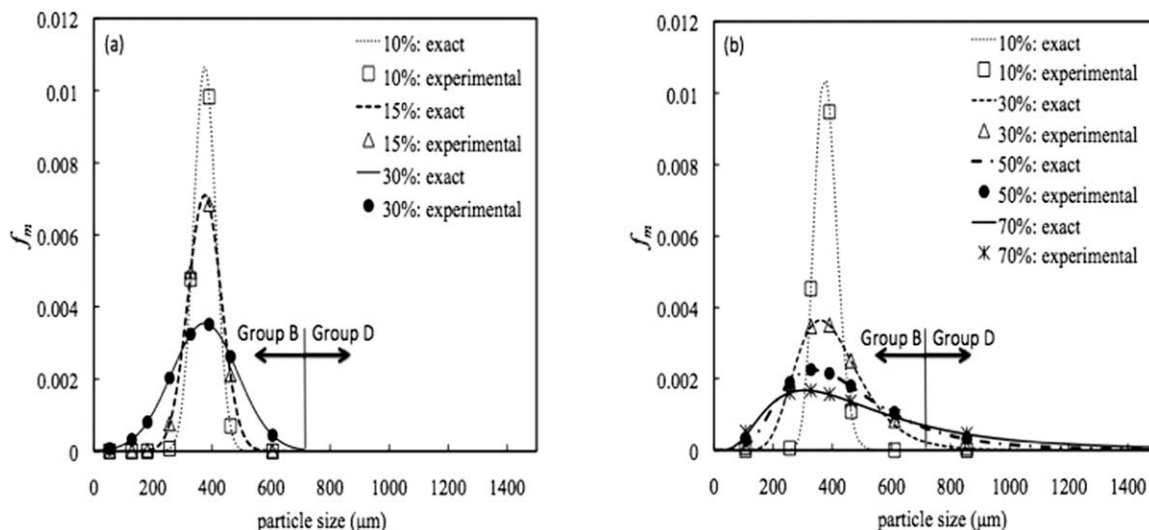 (a)
0.012
0.01
0.008
0.006
0.004
0.002
0
f_m
10%: exact
10%: experimental
15%: exact
15%: experimental
30%: exact
30%: experimental
Group B
Group D
0 200 400 600 800 1000 1200 1400
particle size (μm)
(b)
0.012
0.010
0.008
0.006
0.004
0.002
0
f_m
10%: exact
10%: experimental
30%: exact
30%: experimental
50%: exact
50%: experimental
70%: exact
70%: experimental
Group B
Group D
0 200 400 600 800 1000 1200 1400
particle size (μm)